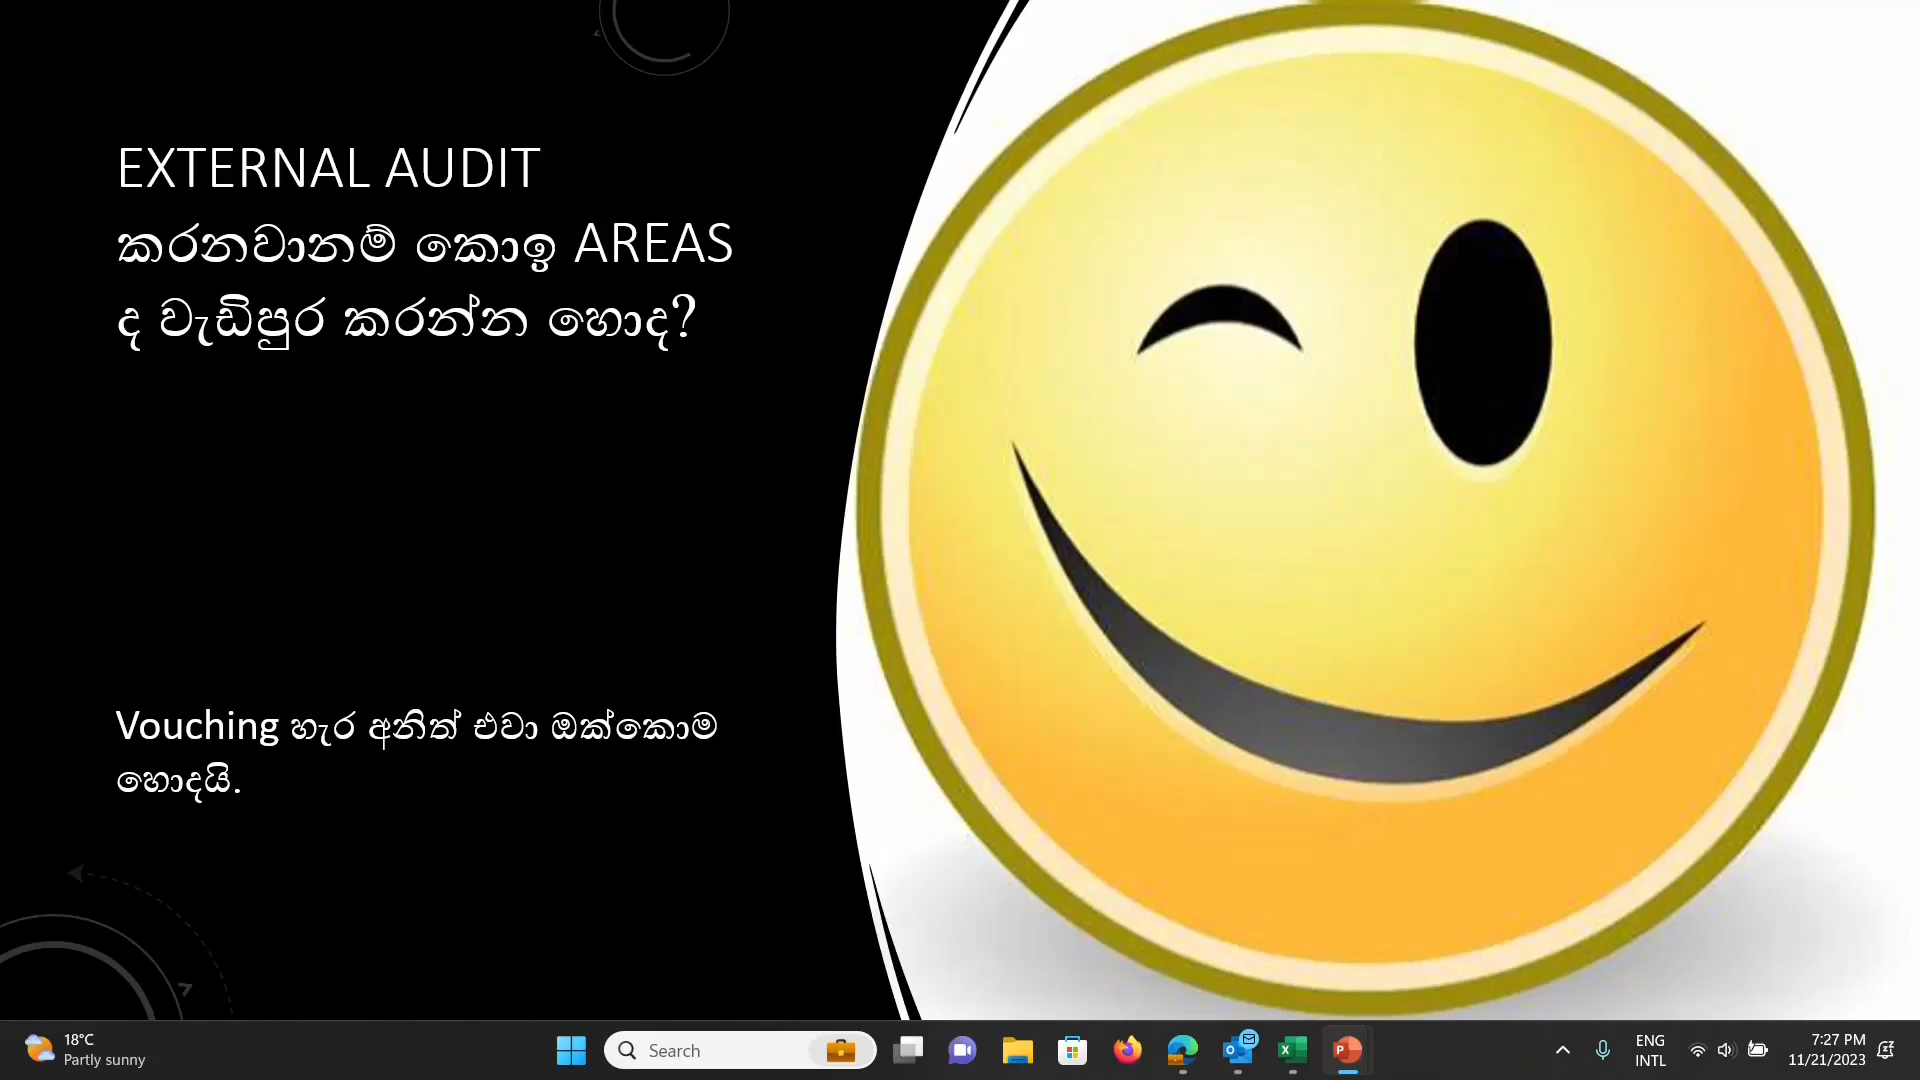 EXTERNAL AUDIT
කරනවානම් කොඉ AREAS
ද වැඩිපුර කරන්න හොද?
Vouching හැර අනිත් එවා ඔක්කොම
හොදයි.
18°C
Partly sunny
Search
ENG
INTL
7:27 PM
11/21/2023